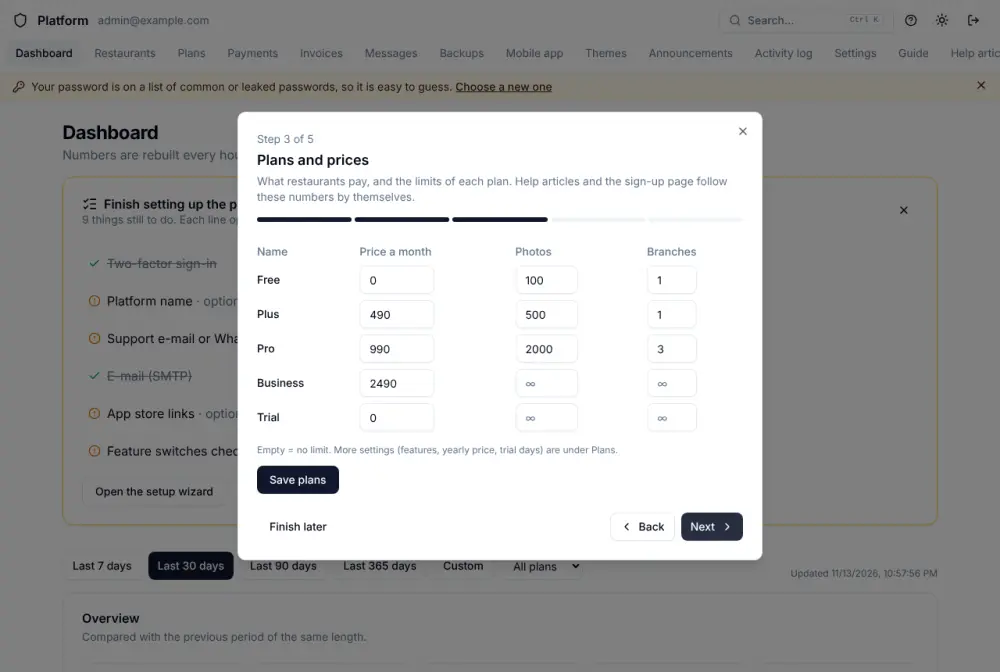 Platform admin@example.com Search... Ctrl K
Dashboard Restaurants Plans Payments Invoices Messages Backups Mobile app Themes Announcements Activity log Settings Guide Help artic
Your password is on a list of common or leaked passwords, so it is easy to guess. Choose a new one
Dashboard
Numbers are rebuilt every hou
Finish setting up the p
9 things still to do. Each line op
Two-factor sign-in
Platform name · option
Support e-mail or Wha
E-mail (SMTP)
App store links · option
Feature switches chec
Open the setup wizard
Step 3 of 5
Plans and prices
What restaurants pay, and the limits of each plan. Help articles and the sign-up page follow
these numbers by themselves.
Name Price a month Photos Branches
Free 0 100 1
Plus 490 500 1
Pro 990 2000 3
Business 2490 ∞ ∞
Trial 0 ∞ ∞
Empty = no limit. More settings (features, yearly price, trial days) are under Plans.
Save plans
Finish later Back Next
Last 7 days Last 30 days Last 90 days Last 365 days Custom All plans
Updated 11/13/2026, 10:57:56 PM
Overview
Compared with the previous period of the same length.